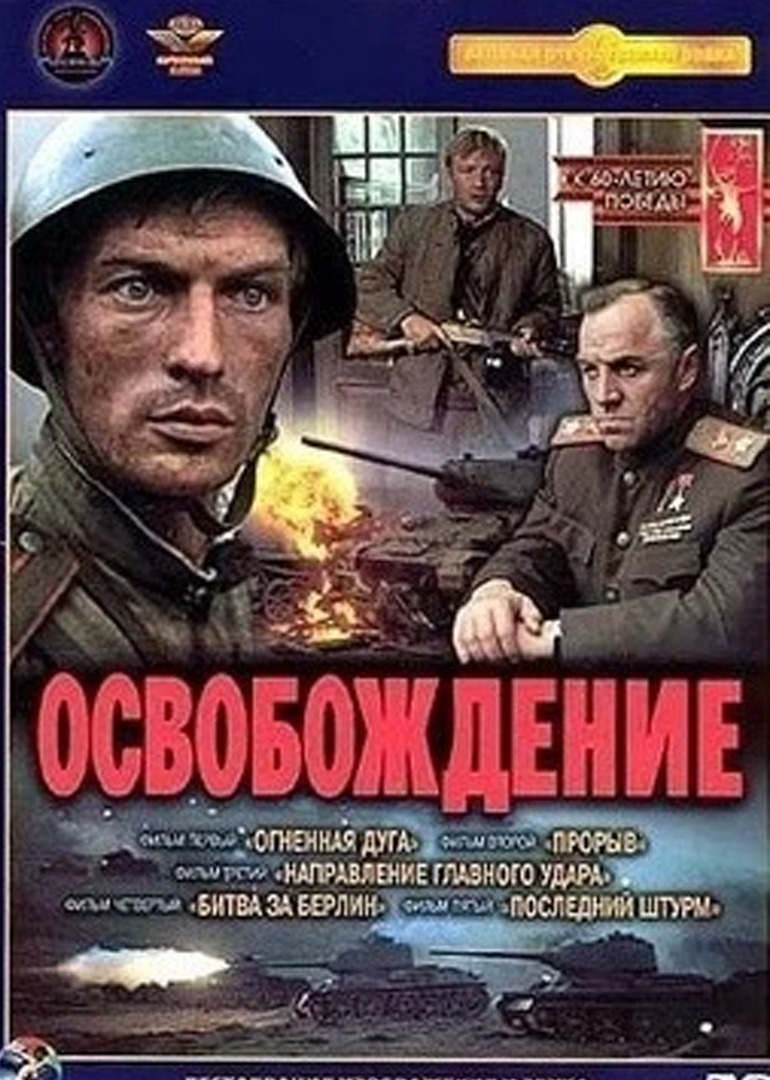 К 60-ЛЕТИЮ
ПОБЕДЫ
ОСВОБОЖДЕНИЕ
ФИЛЬМ ПЕРВЫЙ «ОГНЕННАЯ ДУГА» ФИЛЬМ ВТОРОЙ «ПРОРЫВ»
ФИЛЬМ ТРЕТИЙ «НАПРАВЛЕНИЕ ГЛАВНОГО УДАРА»
ФИЛЬМ ЧЕТВЕРТЫЙ «БИТВА ЗА БЕРЛИН» ФИЛЬМ ПЯТЫЙ «ПОСЛЕДНИЙ ШТУРМ»